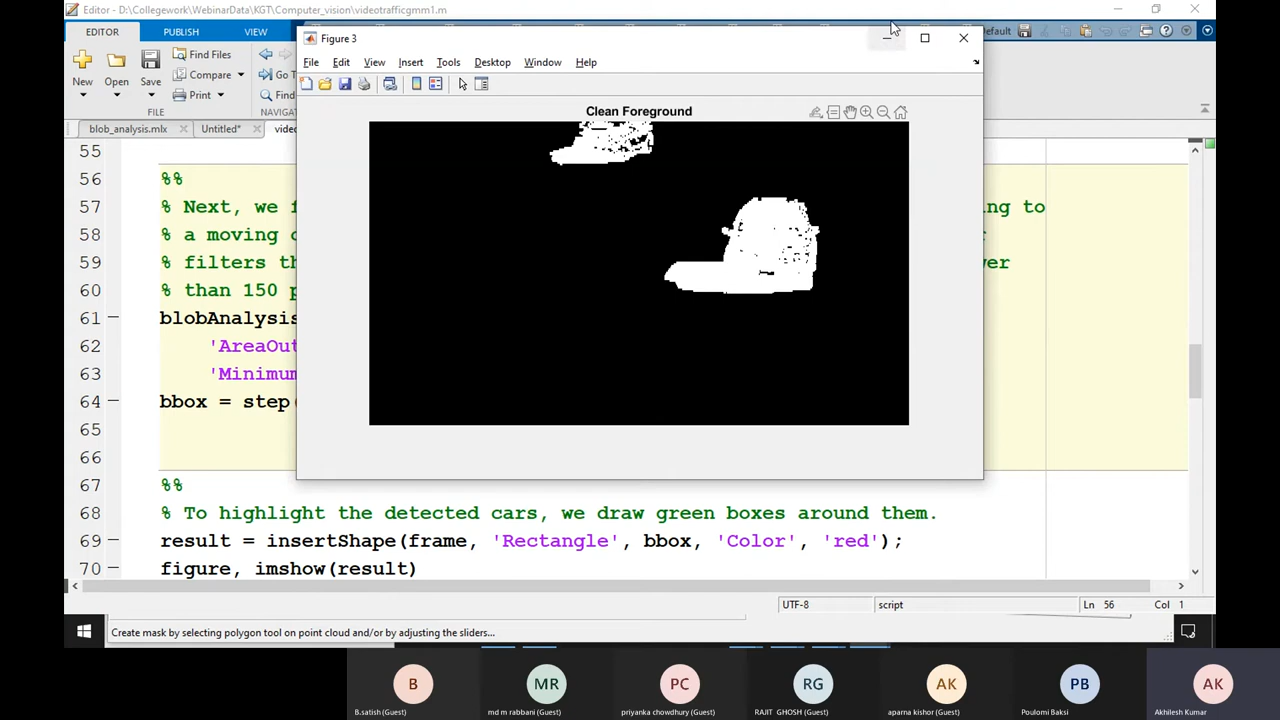 Editor - D:\Collegework\WebinarData\KGT\Computer_vision\videotrafficgmm1.m
EDITOR PUBLISH VIEW
Figure 3
File Edit View Insert Tools Desktop Window Help
New Open Save
Find Files
Compare
Print
Go T
Find
FILE
NAVIGAT
blob_analysis.mlx Untitled* video
Clean Foreground
55
56 %%
57 % Next, we f ng to
58 % a moving c
59 % filters th wer
60 % than 150 p
61 blobAnalysis
62 'AreaOut
63 'Minimum
64 bbox = step(
65
66
67 %%
68 % To highlight the detected cars, we draw green boxes around them.
69 result = insertShape(frame, 'Rectangle', bbox, 'Color', 'red');
70 figure, imshow(result)
UTF-8 script Ln 56 Col 1
Create mask by selecting polygon tool on point cloud and/or by adjusting the sliders...
B MR PC RG AK PB AK
B.satish (Guest) md m rabbani (Guest) priyanka chowdhury (Guest) RAJIT GHOSH (Guest) aparna kishor (Guest) Poulomi Baksi Akhilesh Kumar